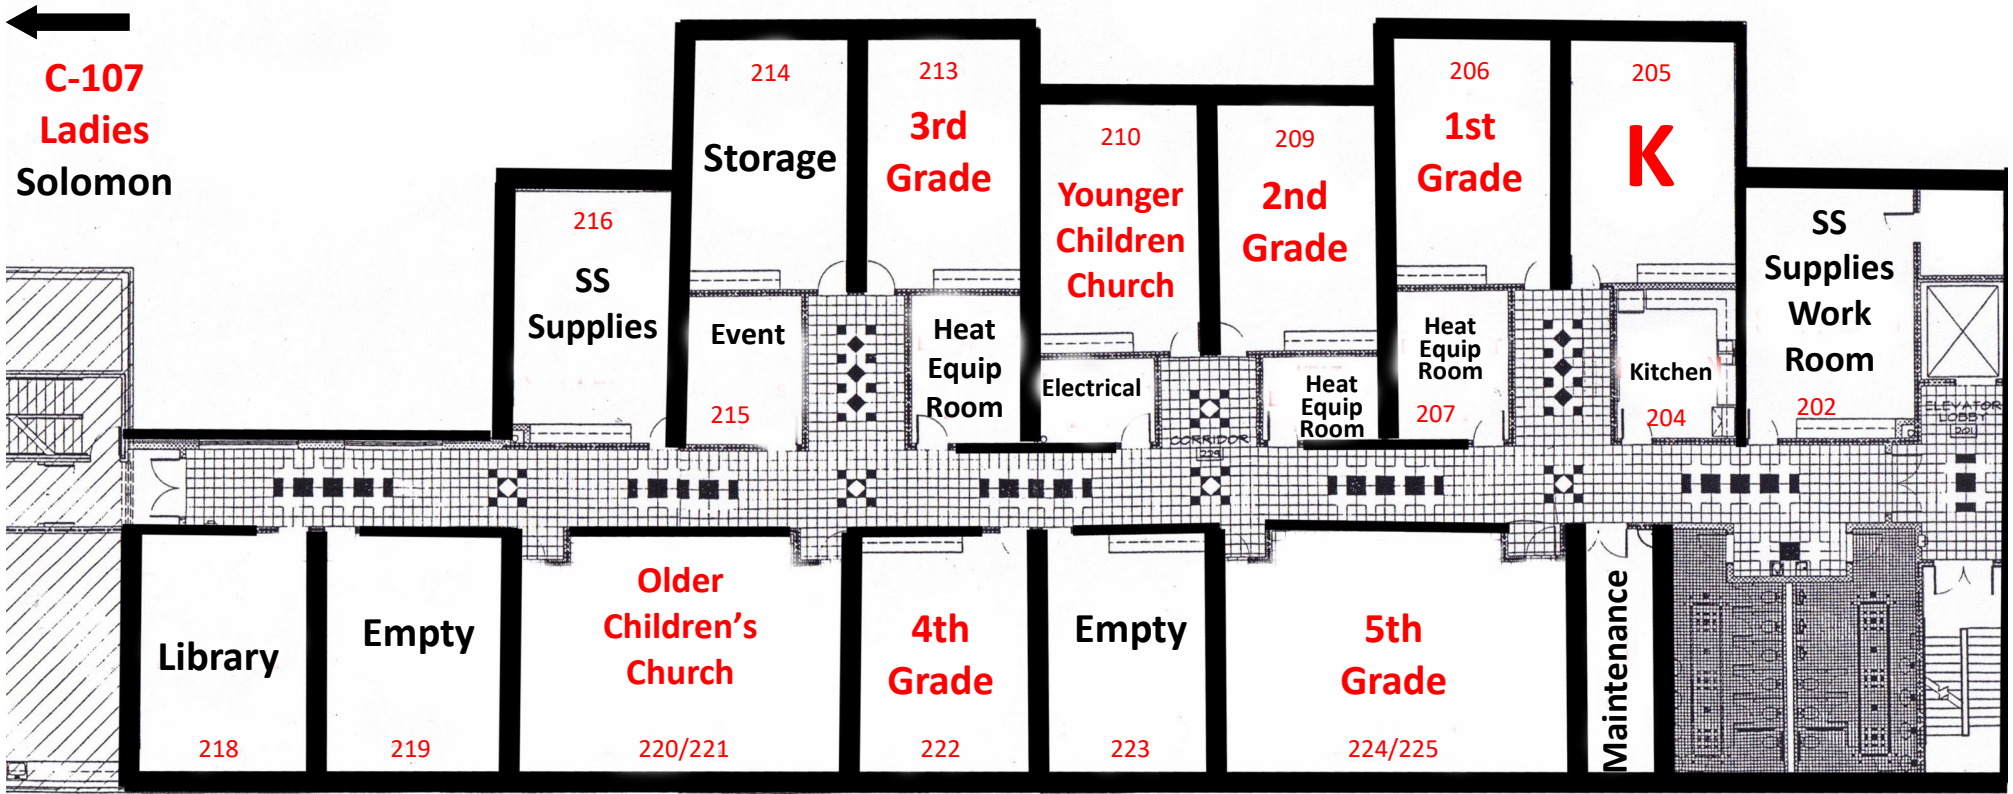 C-107
Ladies
Solomon
216
SS
Supplies
214
Storage
Event
215
213
3rd
Grade
Heat
Equip
Room
210
Younger
Children
Church
Electrical
209
2nd
Grade
Heat
Equip
Room
CORRIDOR
229
206
1st
Grade
Heat
Equip
Room
207
205
K
Kitchen
204
SS
Supplies
Work
Room
202
ELEVATOR
LOBBY
201
Library
218
Empty
219
Older
Children’s
Church
220/221
4th
Grade
222
Empty
223
5th
Grade
224/225
Maintenance